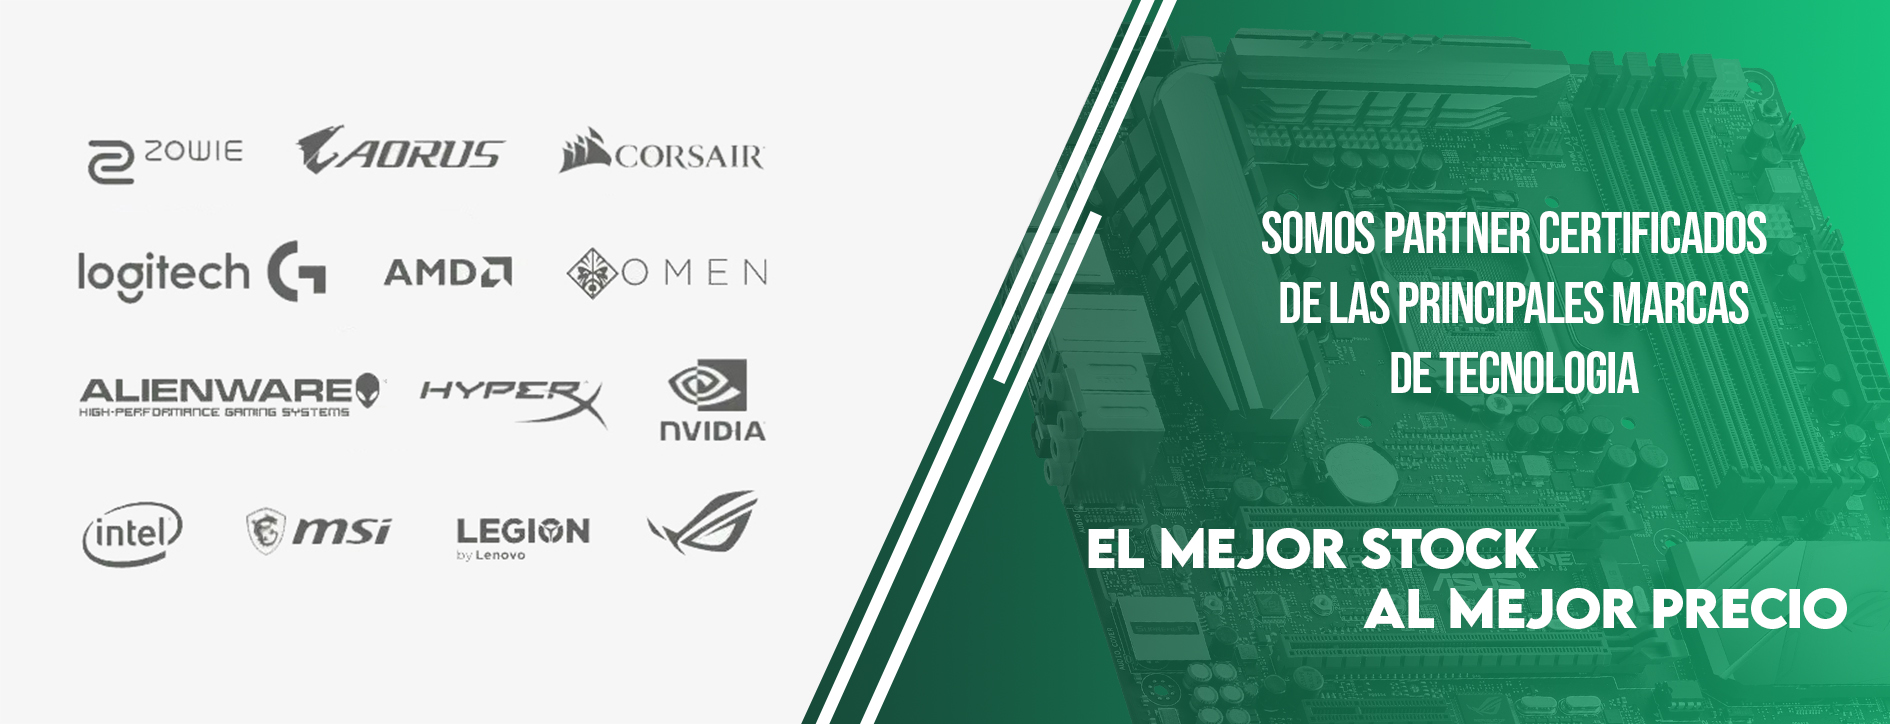 ZOWIE
AORUS
CORSAIR
logitech G
AMD
OMEN
ALIENWARE
HIGH-PERFORMANCE GAMING SYSTEMS
HYPERX
NVIDIA
intel
msi
LEGION
by Lenovo
SOMOS PARTNER CERTIFICADOS
DE LAS PRINCIPALES MARCAS
DE TECNOLOGIA
EL MEJOR STOCK
AL MEJOR PRECIO
ASUS